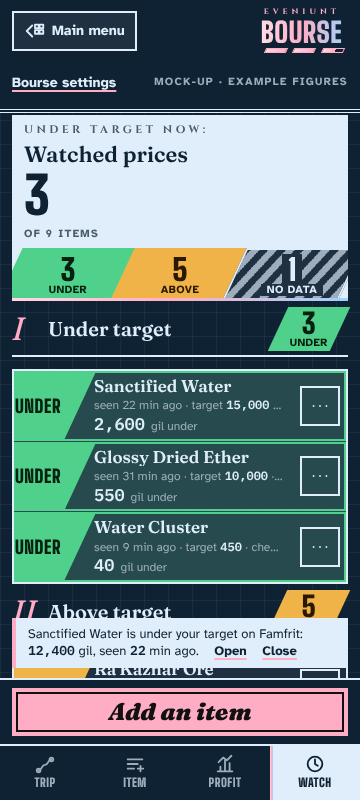 Main menu
EVENIUNT
BOURSE
Bourse settings
MOCK-UP · EXAMPLE FIGURES
UNDER TARGET NOW:
Watched prices
3
OF 9 ITEMS
3
UNDER
5
ABOVE
1
NO DATA
I Under target
3
UNDER
UNDER
Sanctified Water
seen 22 min ago · target 15,000 ...
2,600 gil under
...
UNDER
Glossy Dried Ether
seen 31 min ago · target 10,000 ...
550 gil under
...
UNDER
Water Cluster
seen 9 min ago · target 450 · che...
40 gil under
...
II Above target
5
Sanctified Water is under your target on Famfrit:
12,400 gil, seen 22 min ago. Open Close
Ra'Kaznar Ore
Add an item
TRIP
ITEM
PROFIT
WATCH